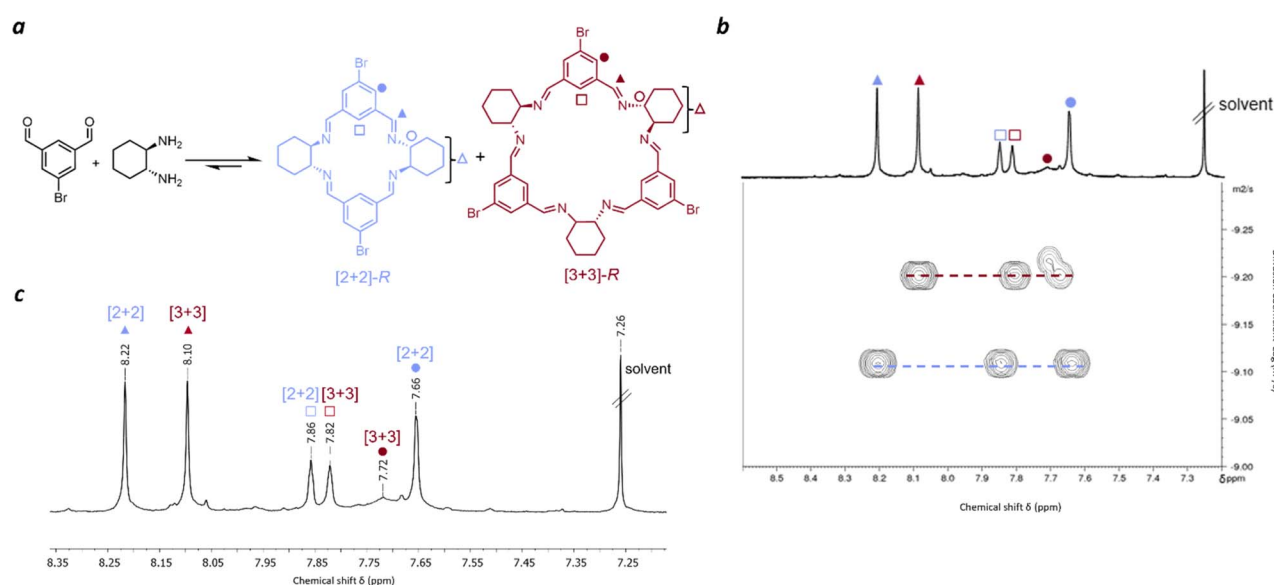 a
Br
N N
N N
Br
[2+2]-R
O O
Br
+
NH2
NH2
+
Br
N N
N N
N N
Br Br
[3+3]-R
b
solvent
m2/s
-9.25
-9.20
-9.15
-9.10
-9.05
-9.00
8.5 8.4 8.3 8.2 8.1 8.0 7.9 7.8 7.7 7.6 7.5 7.4 7.3 δppm
Chemical shift δ (ppm)
c
[2+2] [3+3]
8.22 8.10
[2+2] [3+3]
7.86 7.82
[3+3]
7.72
[2+2]
7.66
7.26
solvent
8.35 8.25 8.15 8.05 7.95 7.85 7.75 7.65 7.55 7.45 7.35 7.25
Chemical shift δ (ppm)